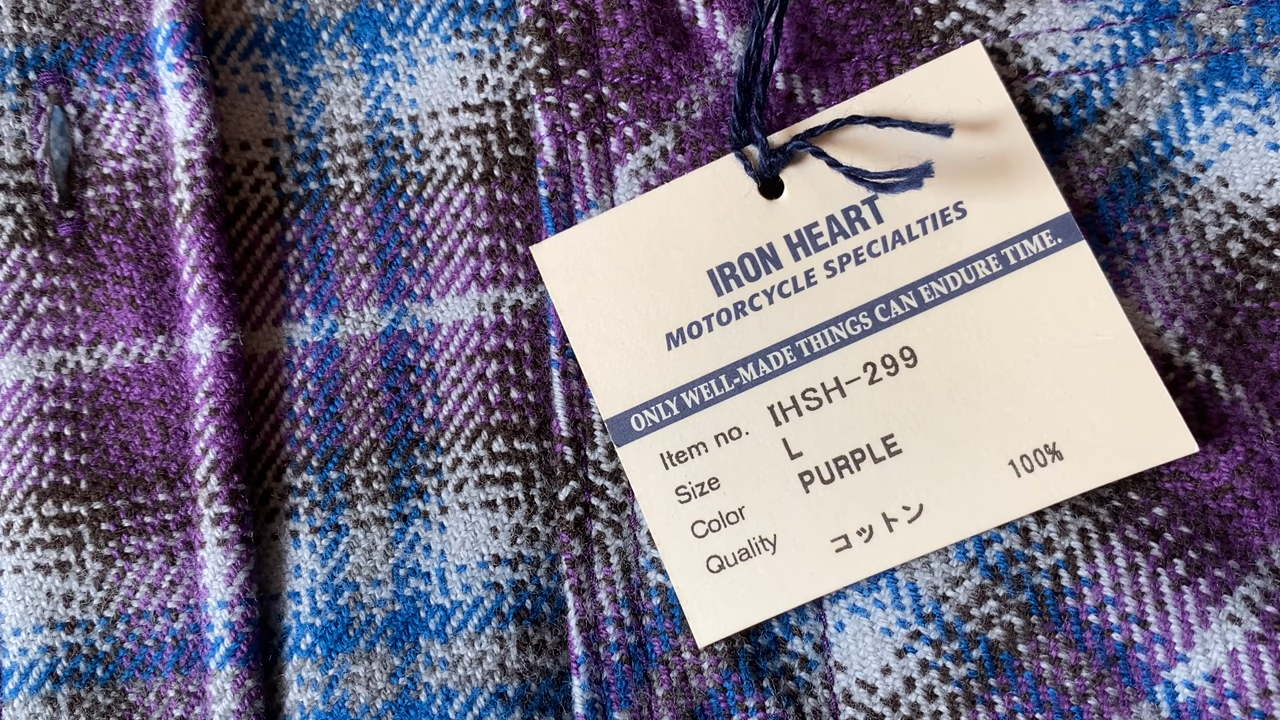 IRON HEART
MOTORCYCLE SPECIALTIES
ONLY WELL-MADE THINGS CAN ENDURE TIME.
Item no. IHSH-299
Size L
Color PURPLE
Quality コットン 100%